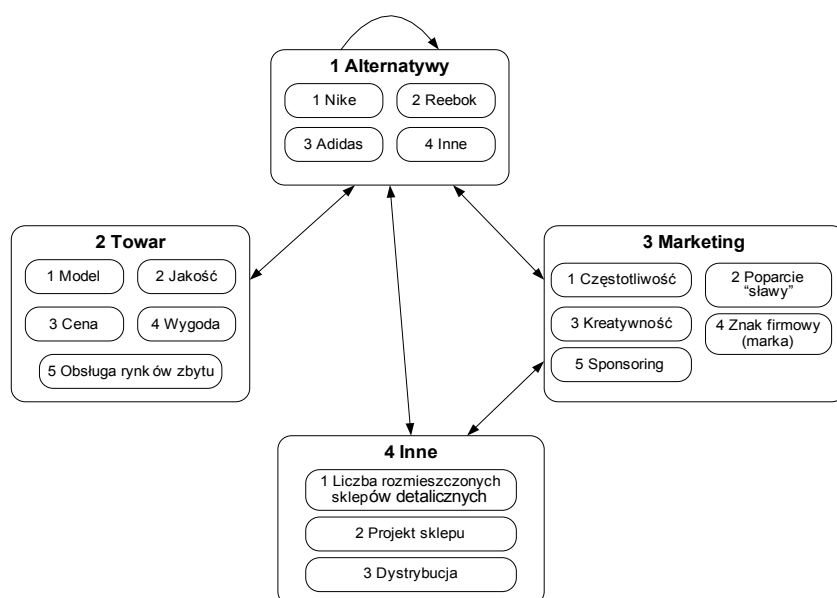 1 Alternatywy
1 Nike
2 Reebok
3 Adidas
4 Inne
2 Towar
1 Model
2 Jakość
3 Cena
4 Wygoda
5 Obsługa rynków zbytu
3 Marketing
1 Częstotliwość
2 Poparcie
“sławy”
3 Kreatywność
4 Znak firmowy
(marka)
5 Sponsoring
4 Inne
1 Liczba rozmieszczonych
sklepów detalicznych
2 Projekt sklepu
3 Dystrybucja